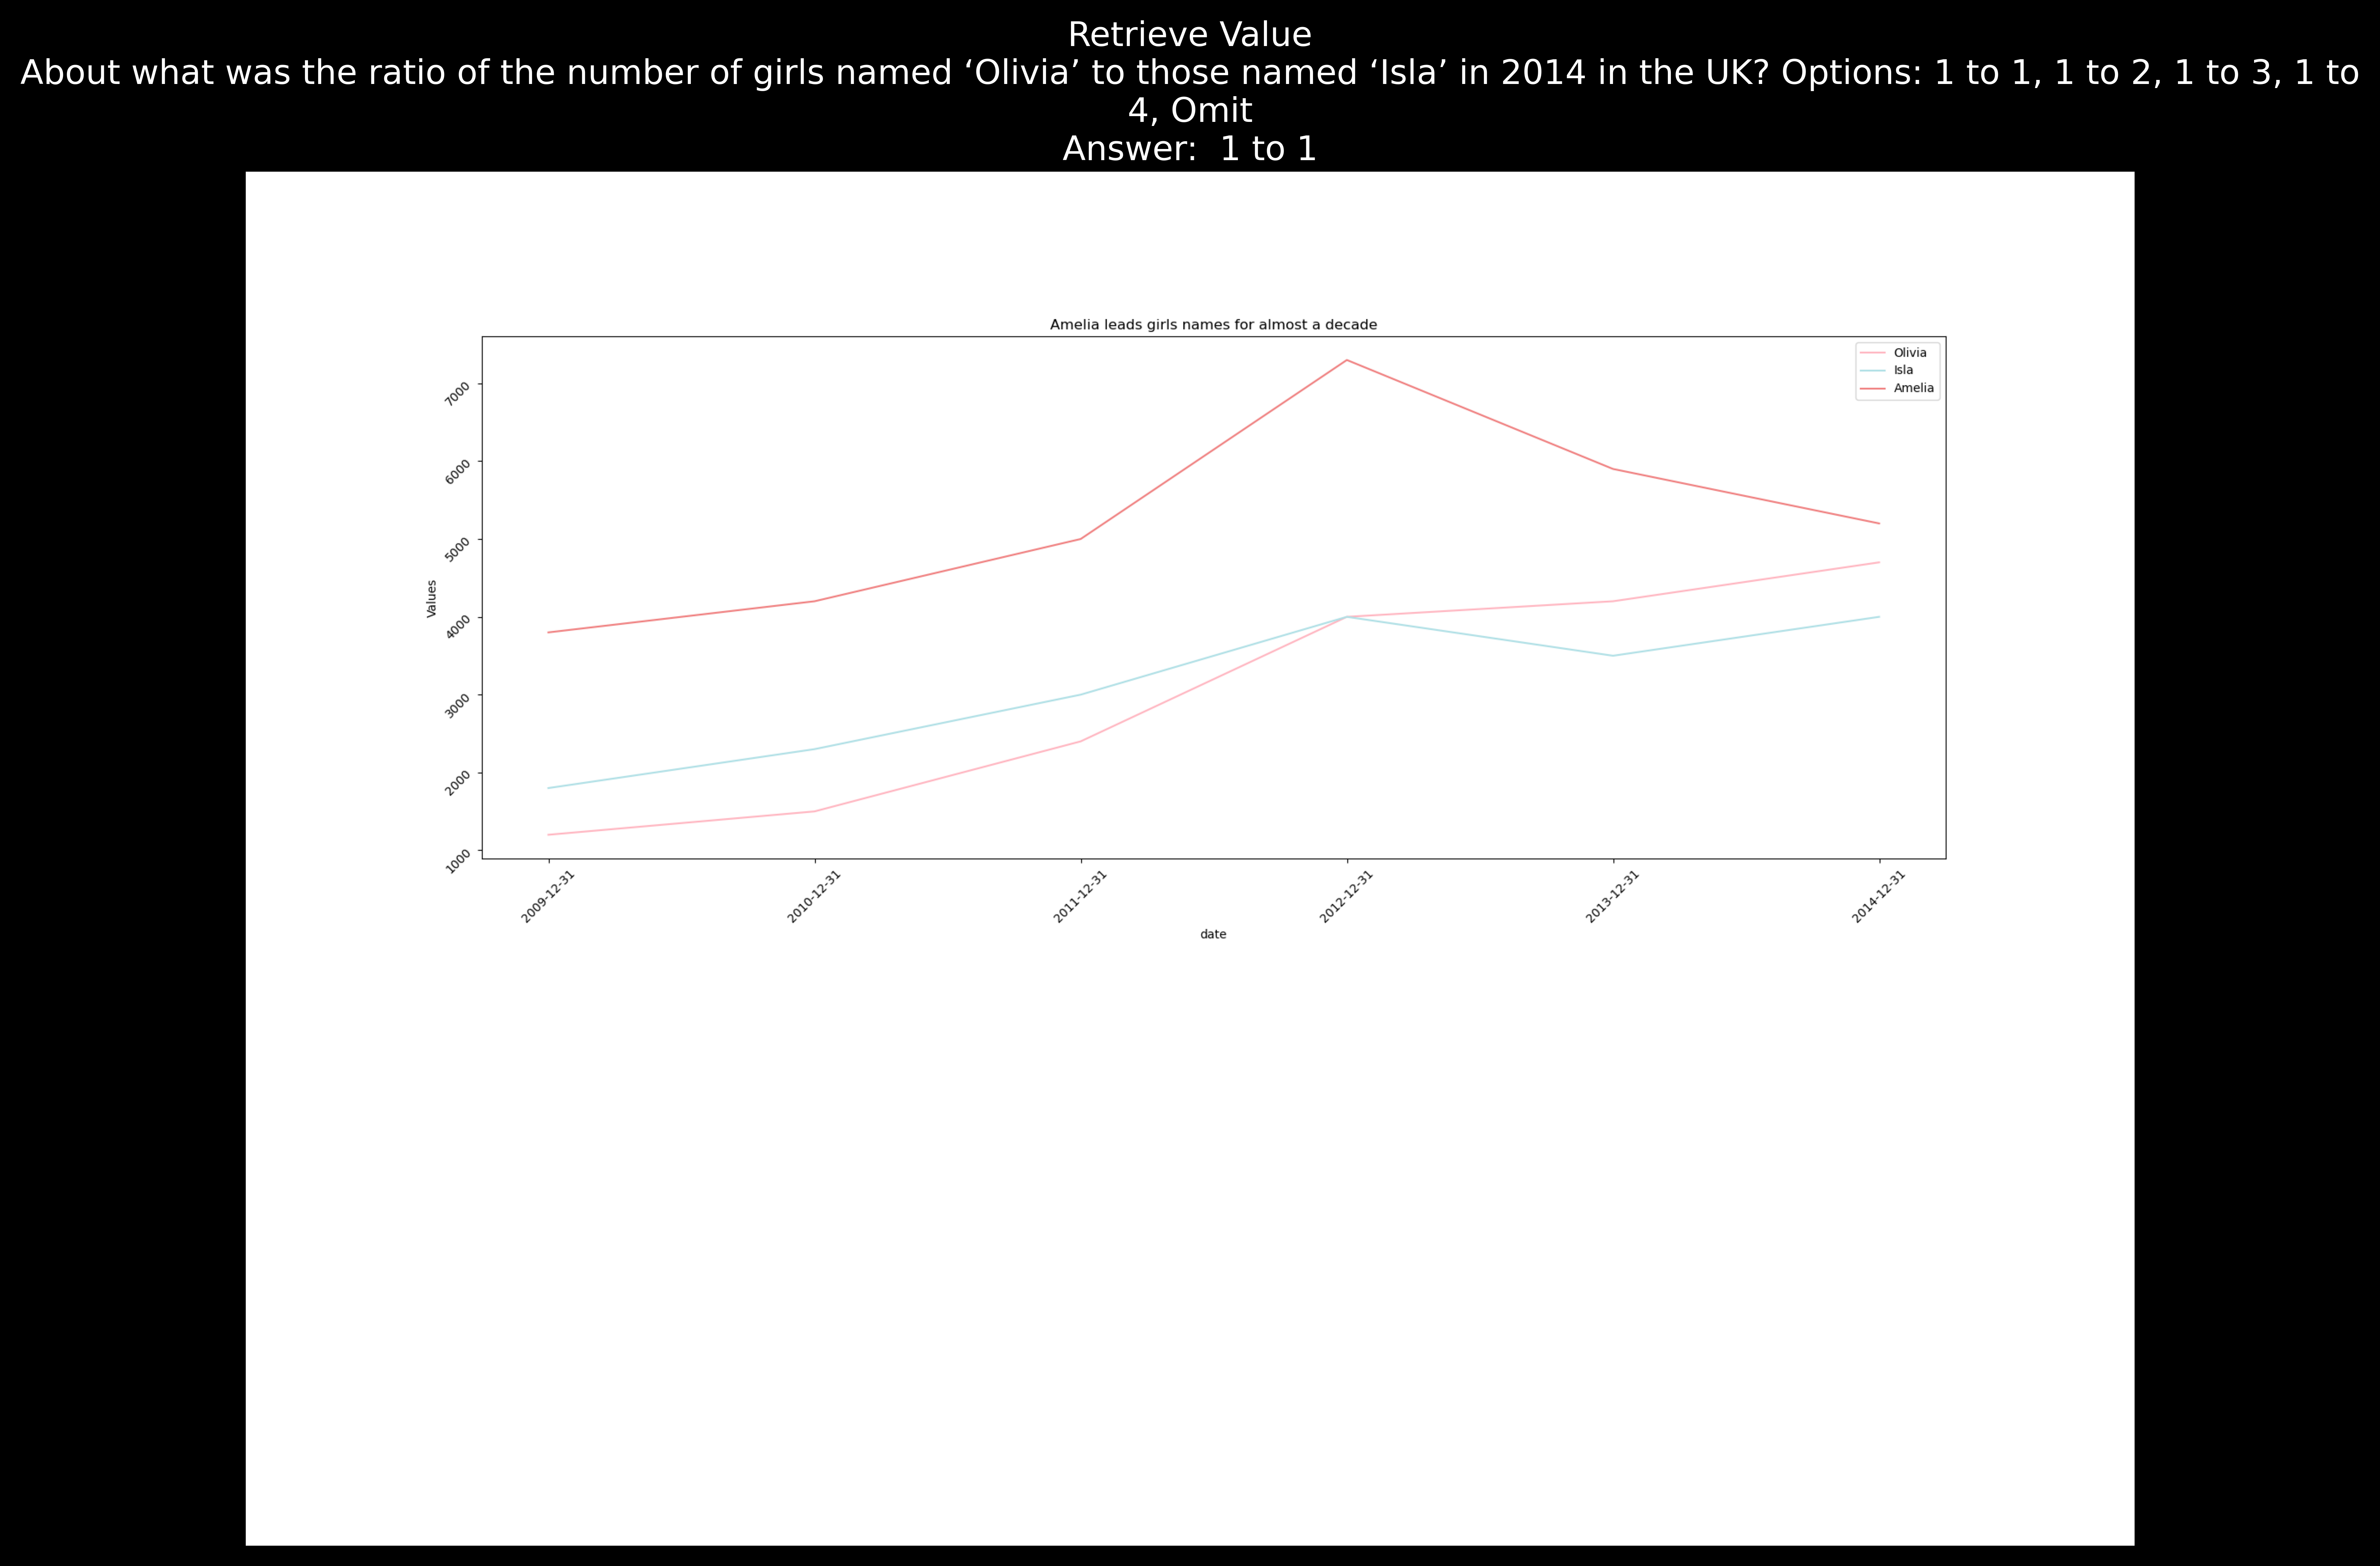 Retrieve Value
About what was the ratio of the number of girls named ‘Olivia’ to those named ‘Isla’ in 2014 in the UK? Options: 1 to 1, 1 to 2, 1 to 3, 1 to
4, Omit
Answer:  1 to 1
Amelia leads girls names for almost a decade
Olivia
Isla
Amelia
7000
6000
5000
4000
3000
2000
1000
Values
2009-12-31
2010-12-31
2011-12-31
2012-12-31
2013-12-31
2014-12-31
date